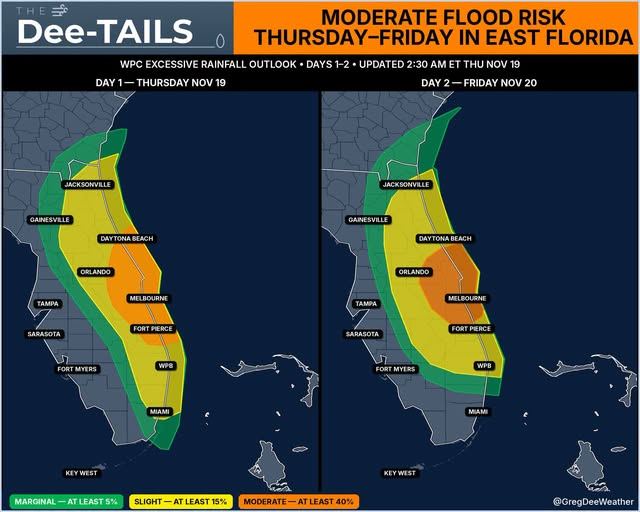 THE
Dee-TAILS
MODERATE FLOOD RISK
THURSDAY–FRIDAY IN EAST FLORIDA
WPC EXCESSIVE RAINFALL OUTLOOK • DAYS 1–2 • UPDATED 2:30 AM ET THU NOV 19
DAY 1 — THURSDAY NOV 19
JACKSONVILLE
GAINESVILLE
DAYTONA BEACH
ORLANDO
MELBOURNE
TAMPA
FORT PIERCE
SARASOTA
WPB
FORT MYERS
MIAMI
KEY WEST
DAY 2 — FRIDAY NOV 20
JACKSONVILLE
GAINESVILLE
DAYTONA BEACH
ORLANDO
MELBOURNE
TAMPA
FORT PIERCE
SARASOTA
WPB
FORT MYERS
MIAMI
KEY WEST
MARGINAL — AT LEAST 5%
SLIGHT — AT LEAST 15%
MODERATE — AT LEAST 40%
@GregDeeWeather